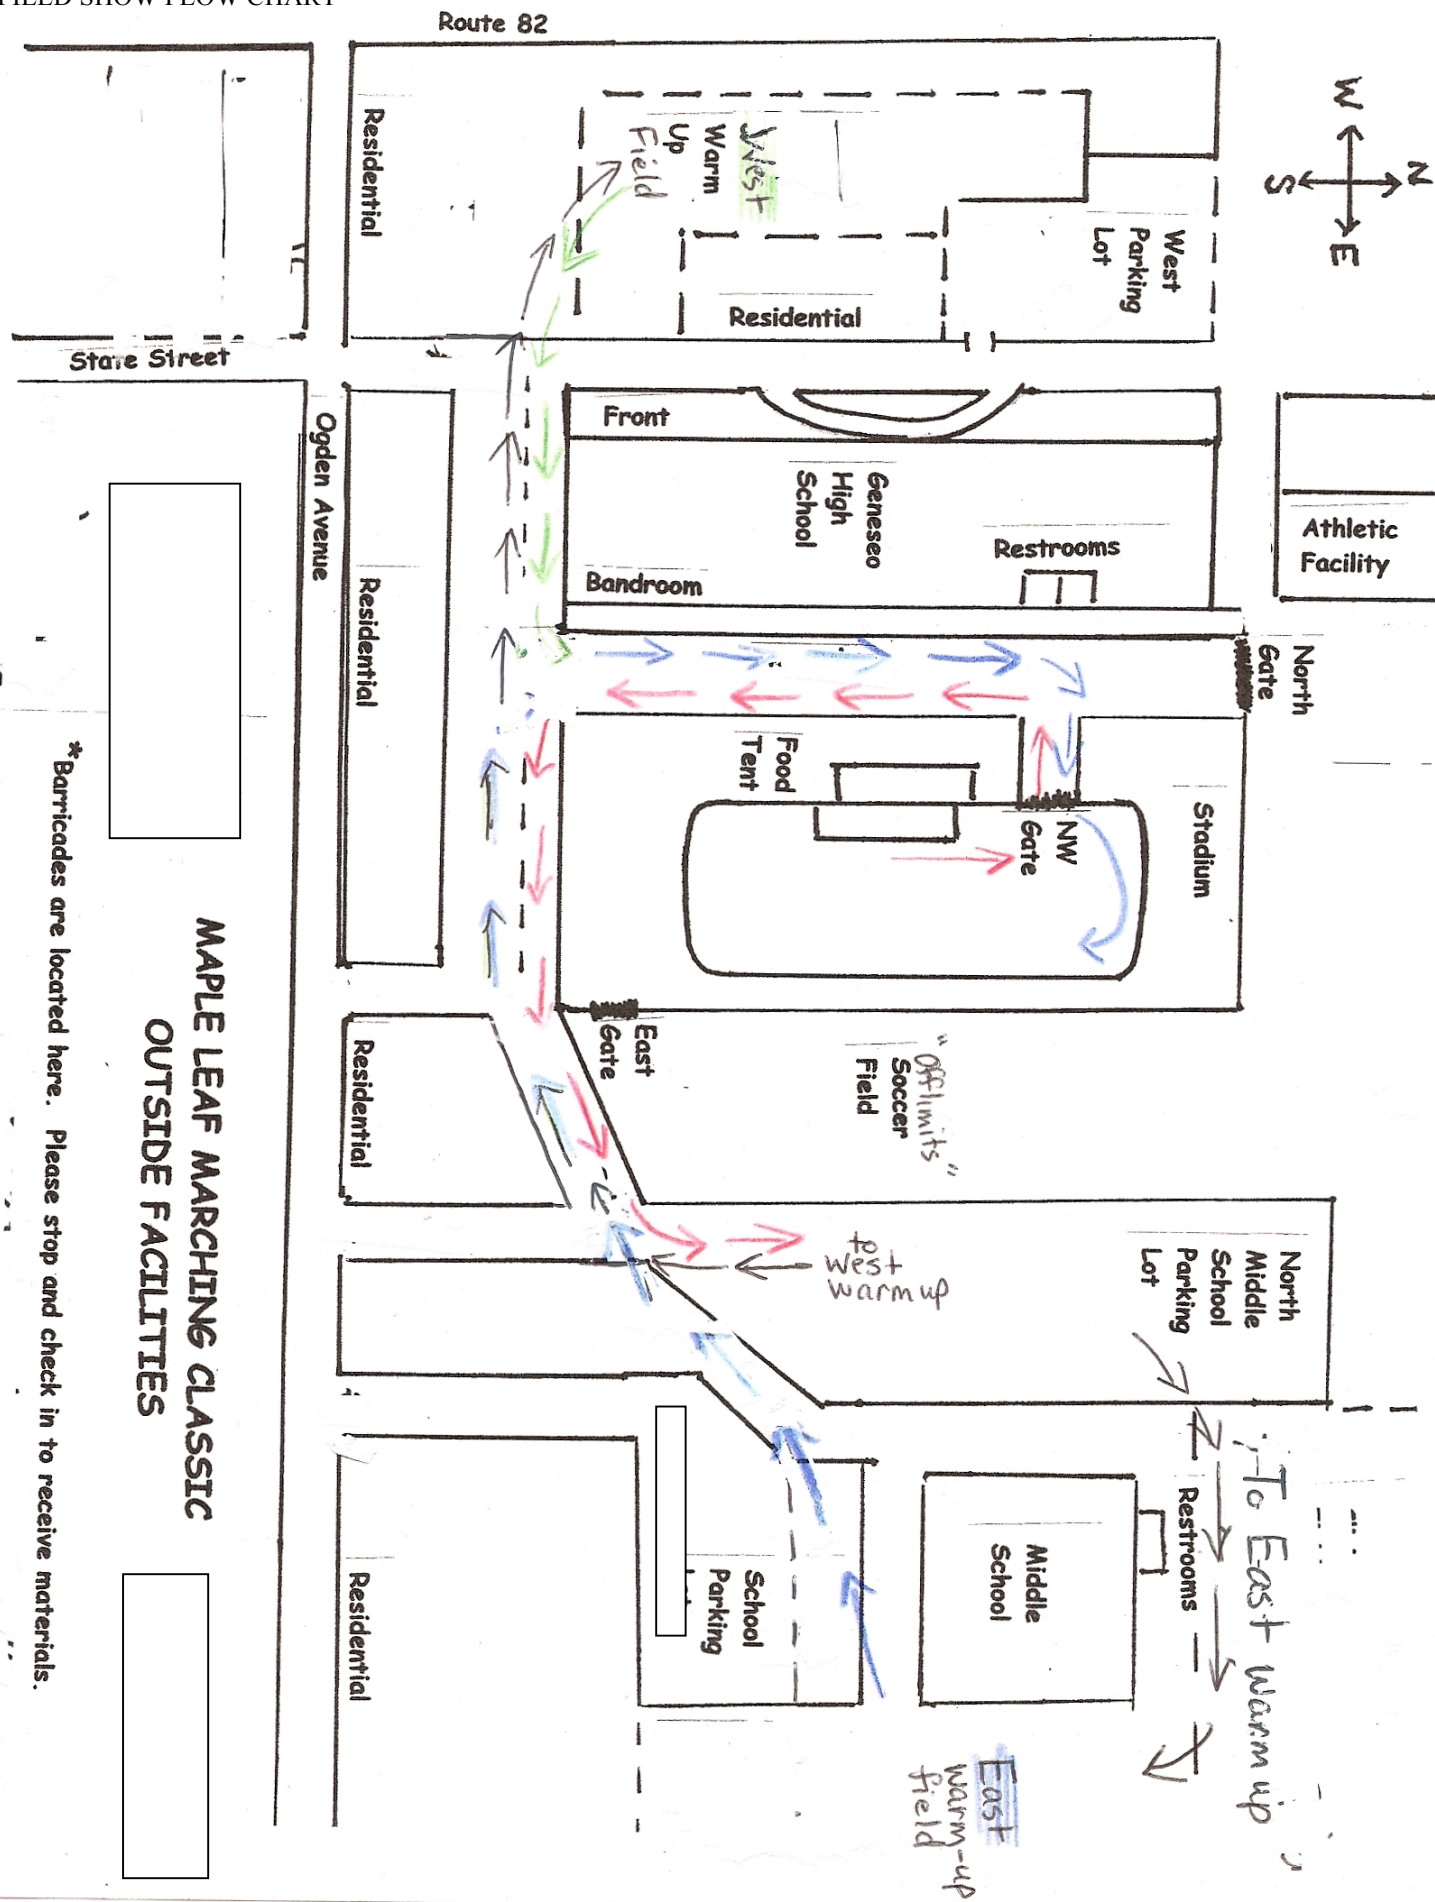 FIELD SHOW FLOW CHART
Route 82
W
N
S
E
Residential
West
Warm
Up
Field
West
Parking
Lot
Residential
State Street
Front
Ogden Avenue
Geneseo
High
School
Restrooms
Bandroom
Athletic
Facility
Residential
North
Gate
Food
Tent
NW
Gate
Stadium
East
Gate
"Offlimits"
Soccer
Field
Residential
to
West
warmup
North
Middle
School
Parking
Lot
"To East Warm up"
Restrooms
Middle
School
School
Parking
Residential
East
warm-up
field
MAPLE LEAF MARCHING CLASSIC
OUTSIDE FACILITIES
*Barricades are located here. Please stop and check in to receive materials.